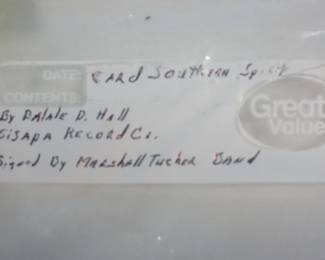 DATE: CARd Southern Spirit
CONTENTS:
By DAlAle D. Hall
SISAPA RECORD Co.
Signed By MARShall Tucker BANd
Great Value